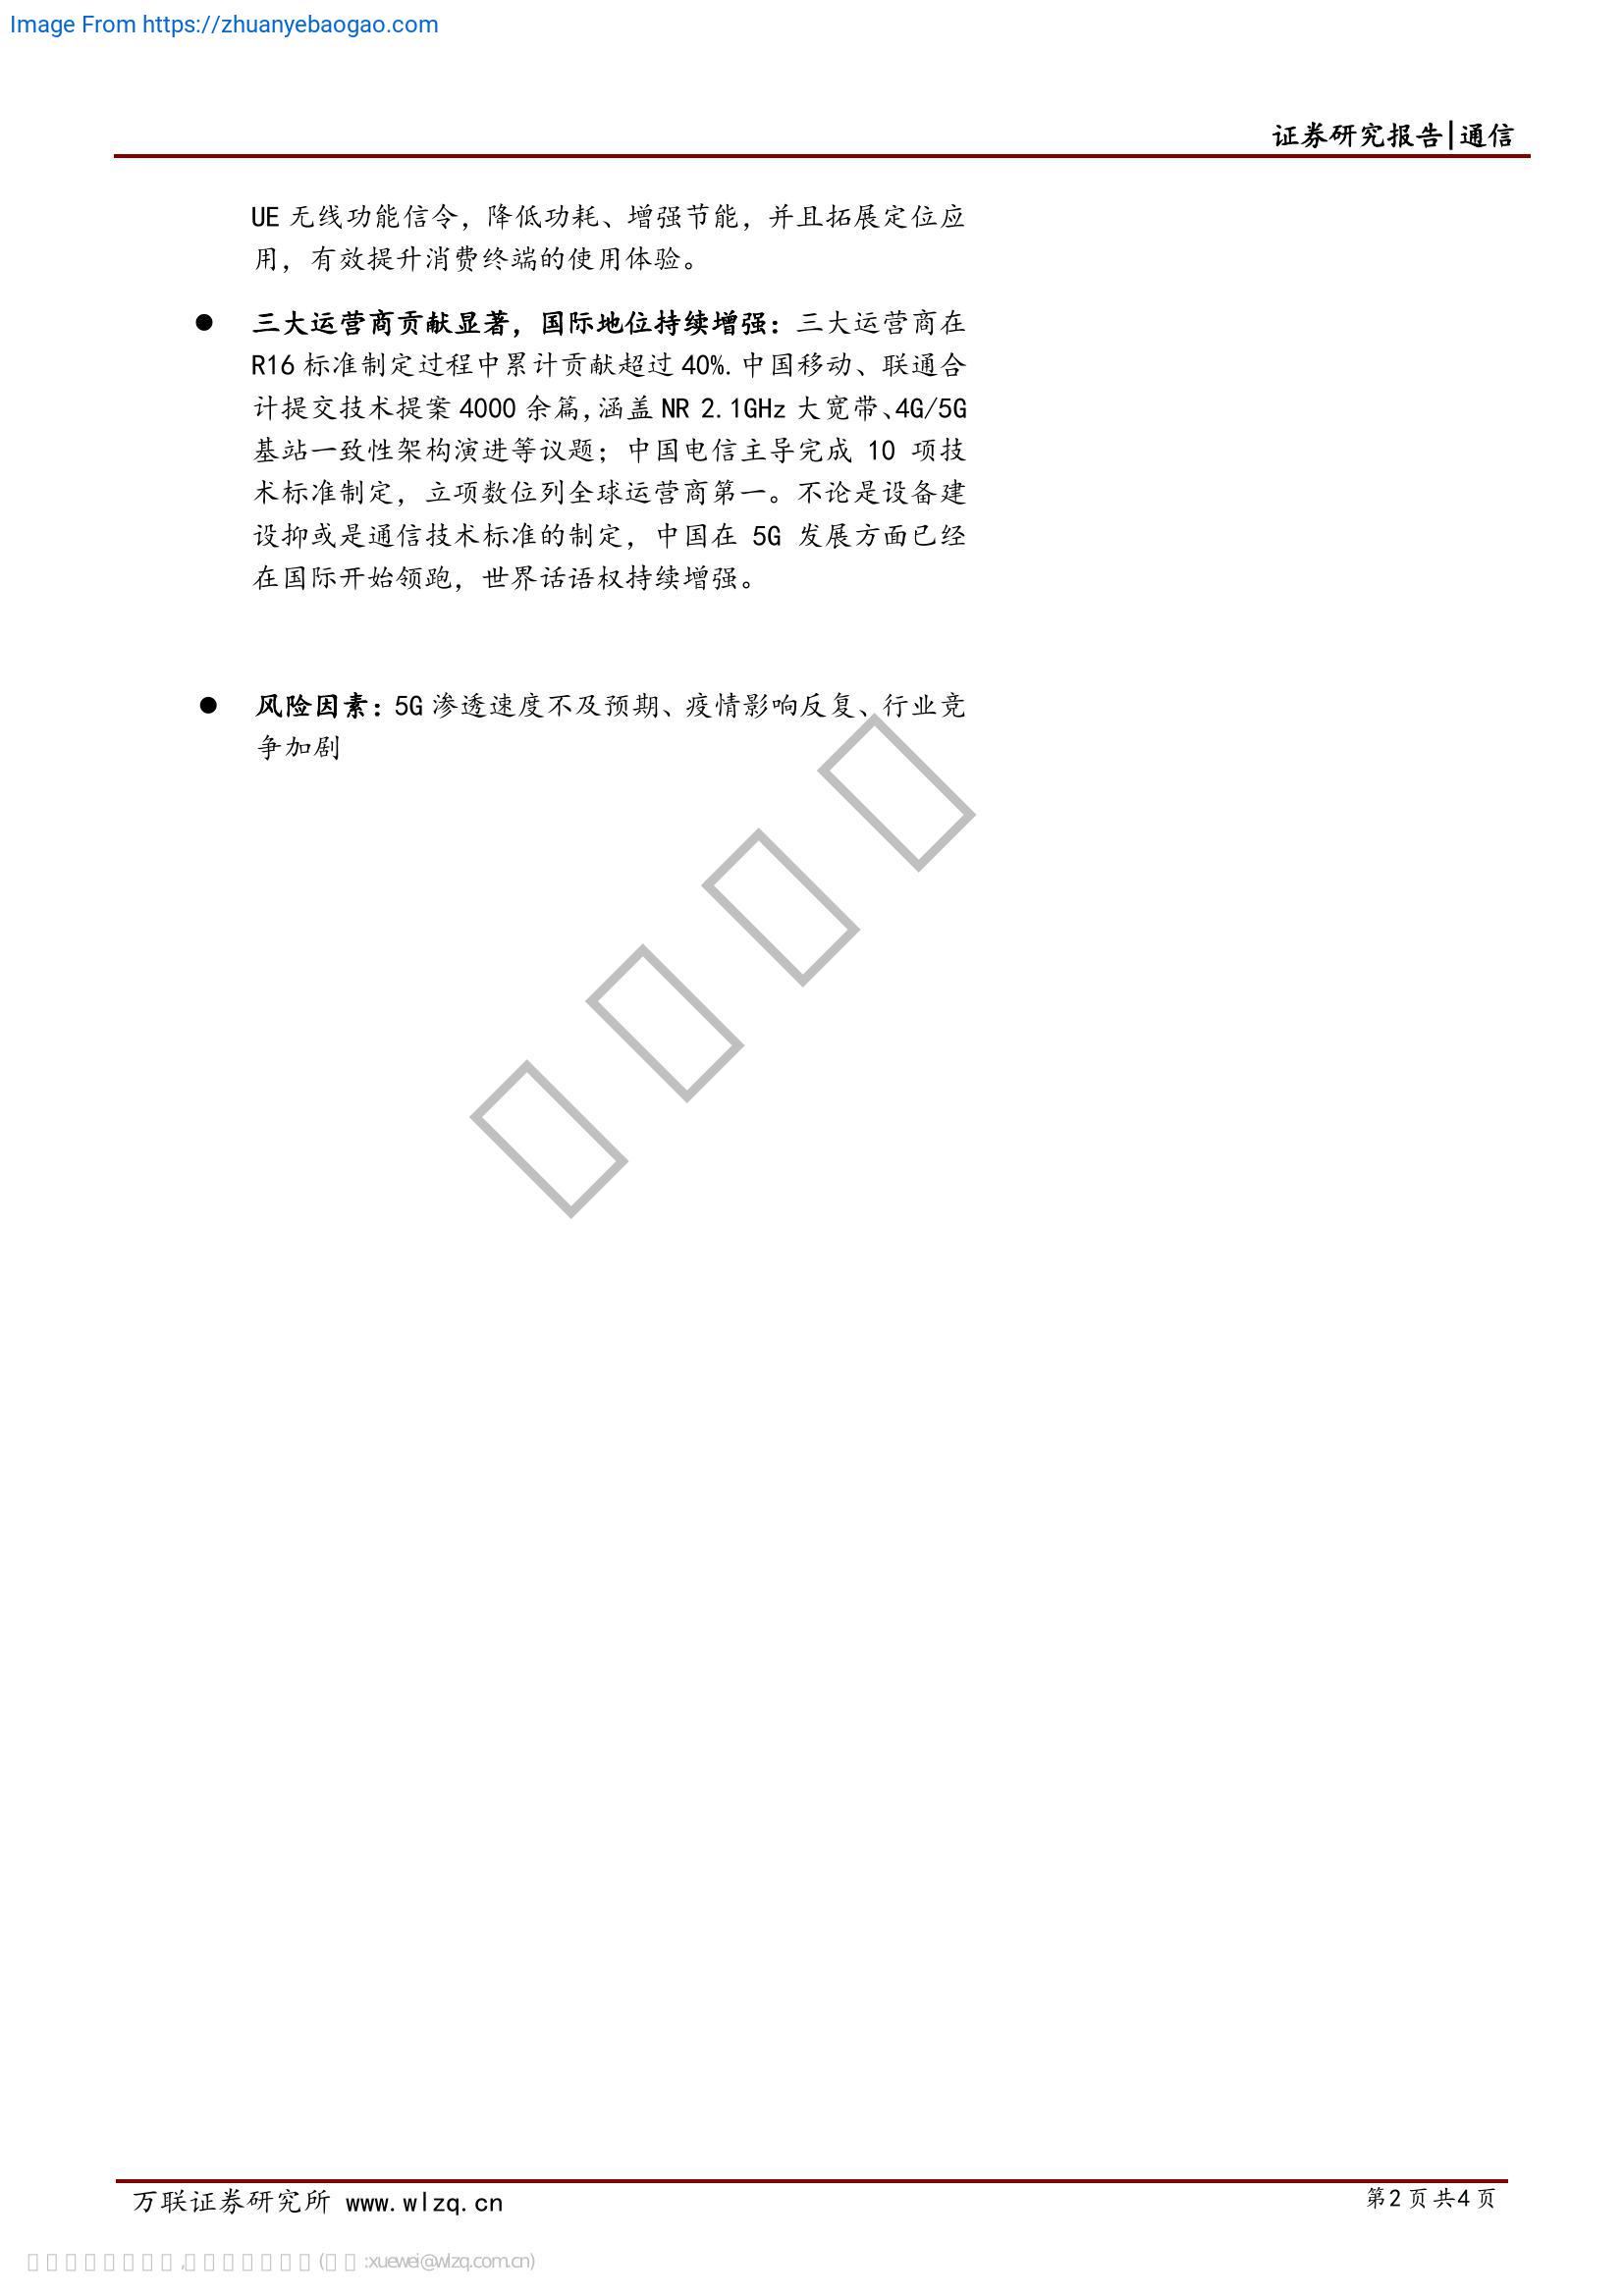 Image From https://zhuanyebaogao.com
证券研究报告|通信
UE 无线功能信令，降低功耗、增强节能，并且拓展定位应
用，有效提升消费终端的使用体验。
● 三大运营商贡献显著，国际地位持续增强：三大运营商在
R16 标准制定过程中累计贡献超过 40%.中国移动、联通合
计提交技术提案 4000 余篇,涵盖 NR 2.1GHz 大宽带、4G/5G
基站一致性架构演进等议题；中国电信主导完成 10 项技
术标准制定，立项数位列全球运营商第一。不论是设备建
设抑或是通信技术标准的制定，中国在 5G 发展方面已经
在国际开始领跑，世界话语权持续增强。
● 风险因素：5G 渗透速度不及预期、疫情影响反复、行业竞
争加剧
万联证券研究所 www.wlzq.cn
第2页共4页
(:xuewei@wlzq.com.cn)